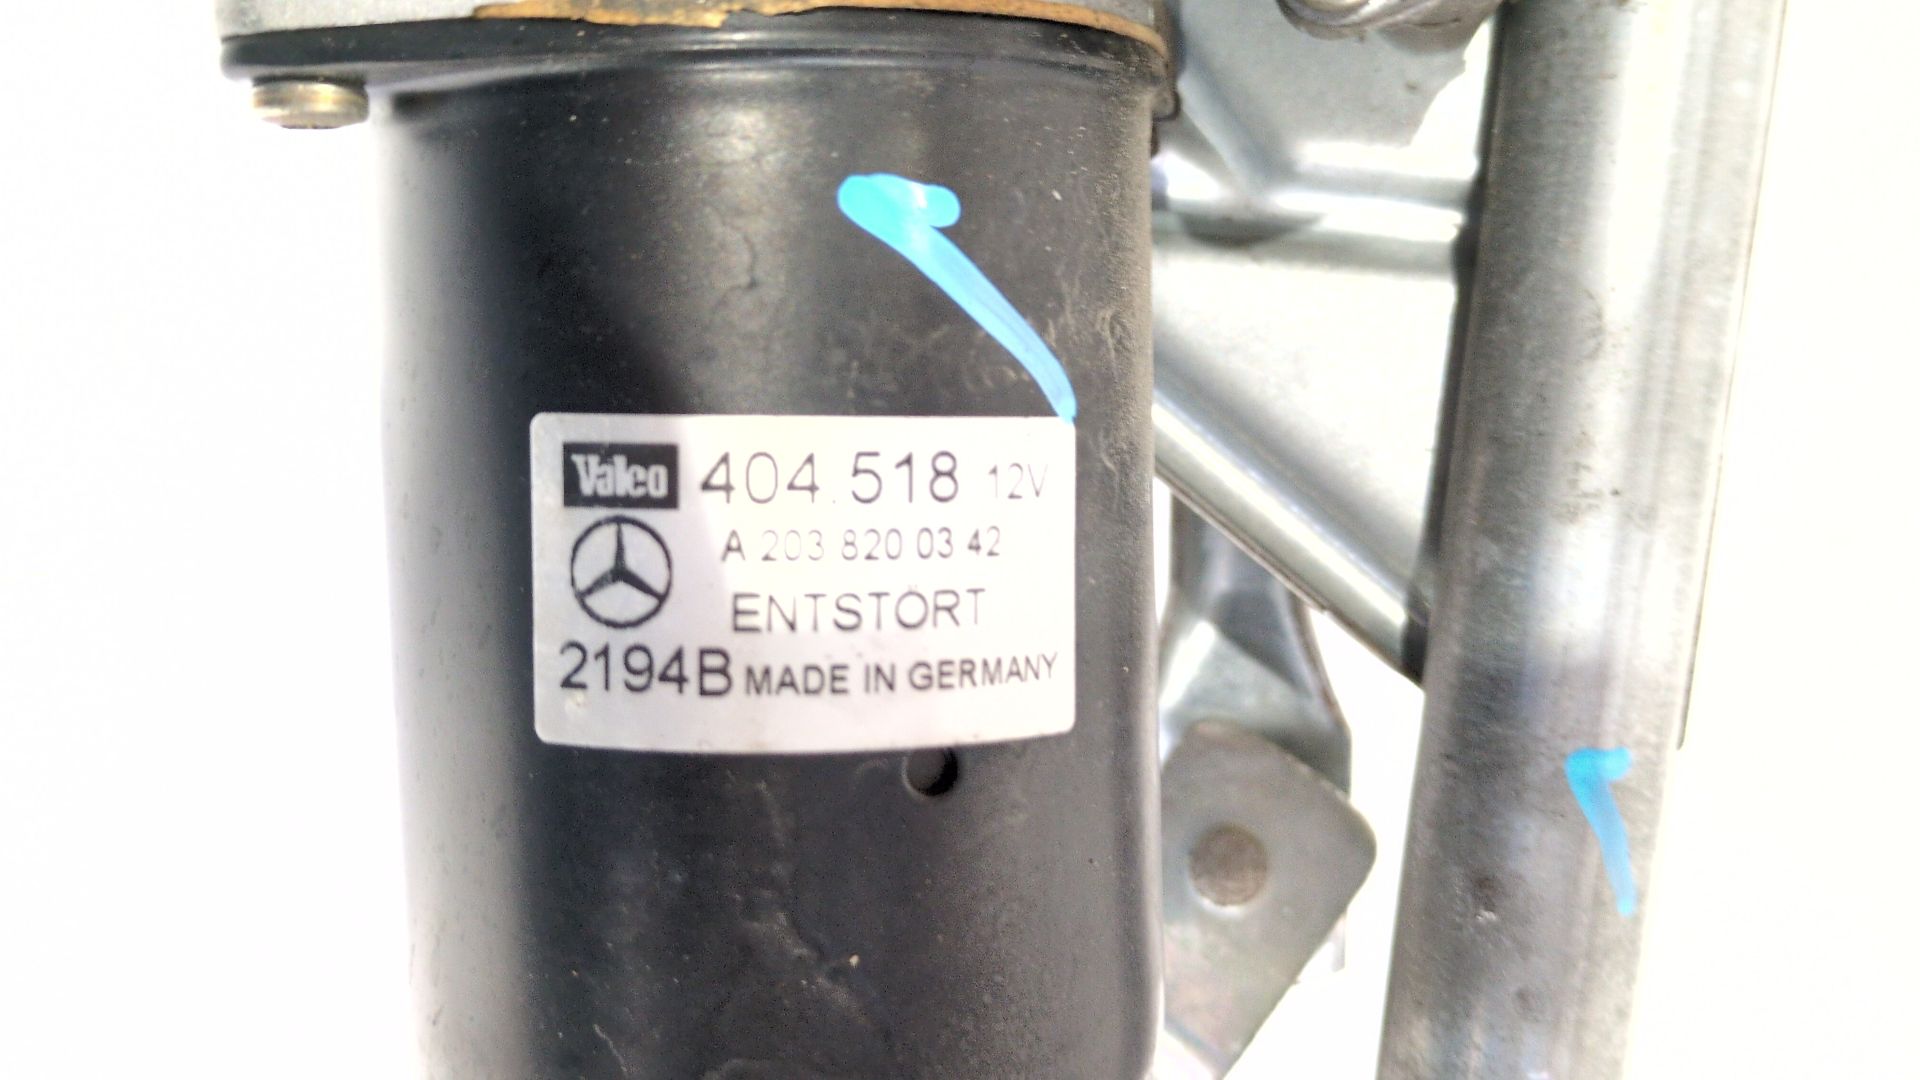 Valeo 404.518 12V
A 203 820 03 42
ENTSTÖRT
2194B MADE IN GERMANY